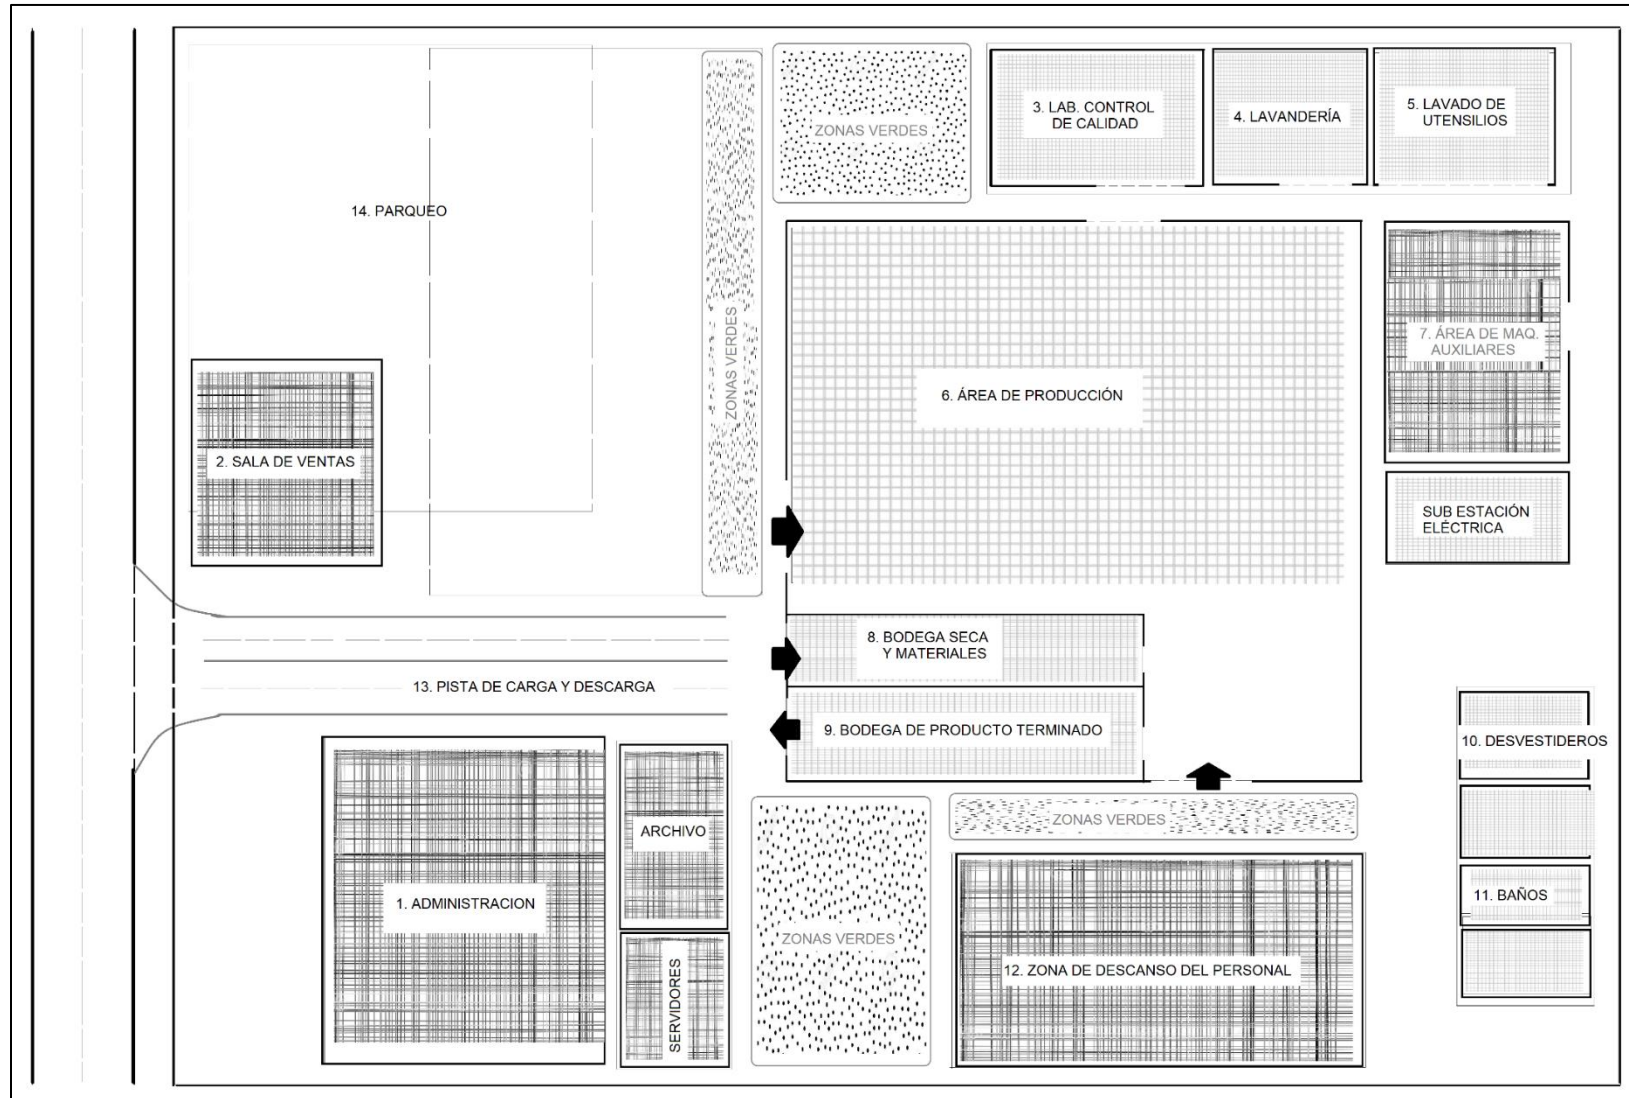 ZONAS VERDES
3. LAB. CONTROL
DE CALIDAD
4. LAVANDERÍA
5. LAVADO DE
UTENSILIOS
14. PARQUEO
ZONAS VERDES
7. ÁREA DE MAQ.
AUXILIARES
6. ÁREA DE PRODUCCIÓN
2. SALA DE VENTAS
SUB ESTACIÓN
ELÉCTRICA
8. BODEGA SECA
Y MATERIALES
13. PISTA DE CARGA Y DESCARGA
9. BODEGA DE PRODUCTO TERMINADO
10. DESVESTIDEROS
ZONAS VERDES
ARCHIVO
1. ADMINISTRACION
11. BAÑOS
ZONAS VERDES
12. ZONA DE DESCANSO DEL PERSONAL
SERVIDORES